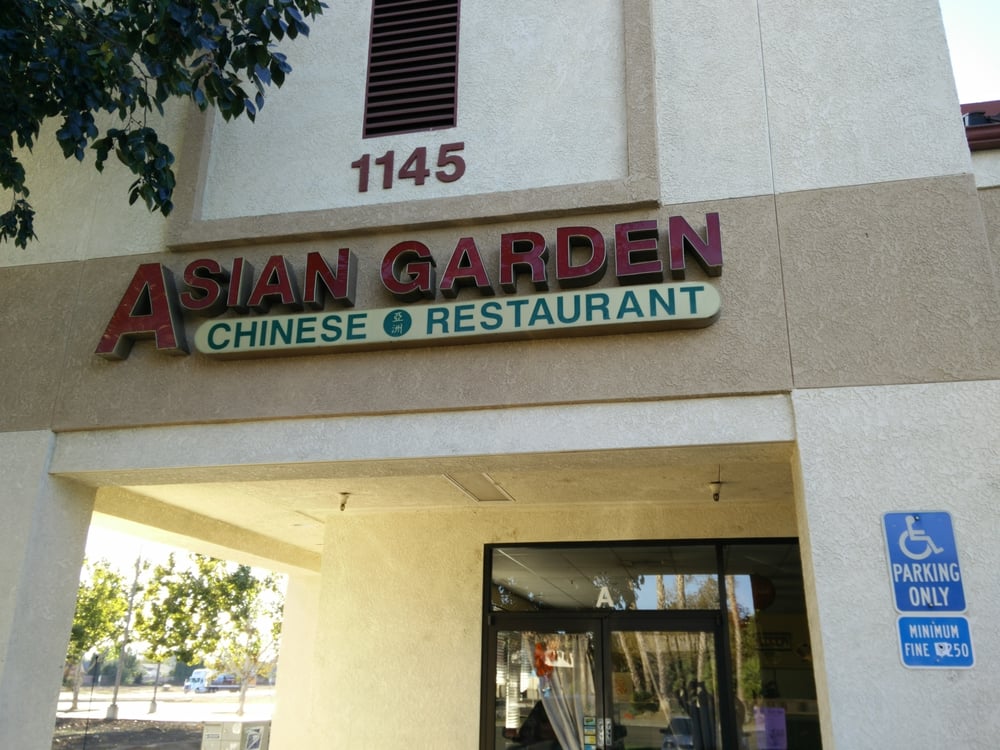 1145
ASIAN GARDEN
CHINESE 亞洲 RESTAURANT
A
PARKING
ONLY
MINIMUM
FINE $250